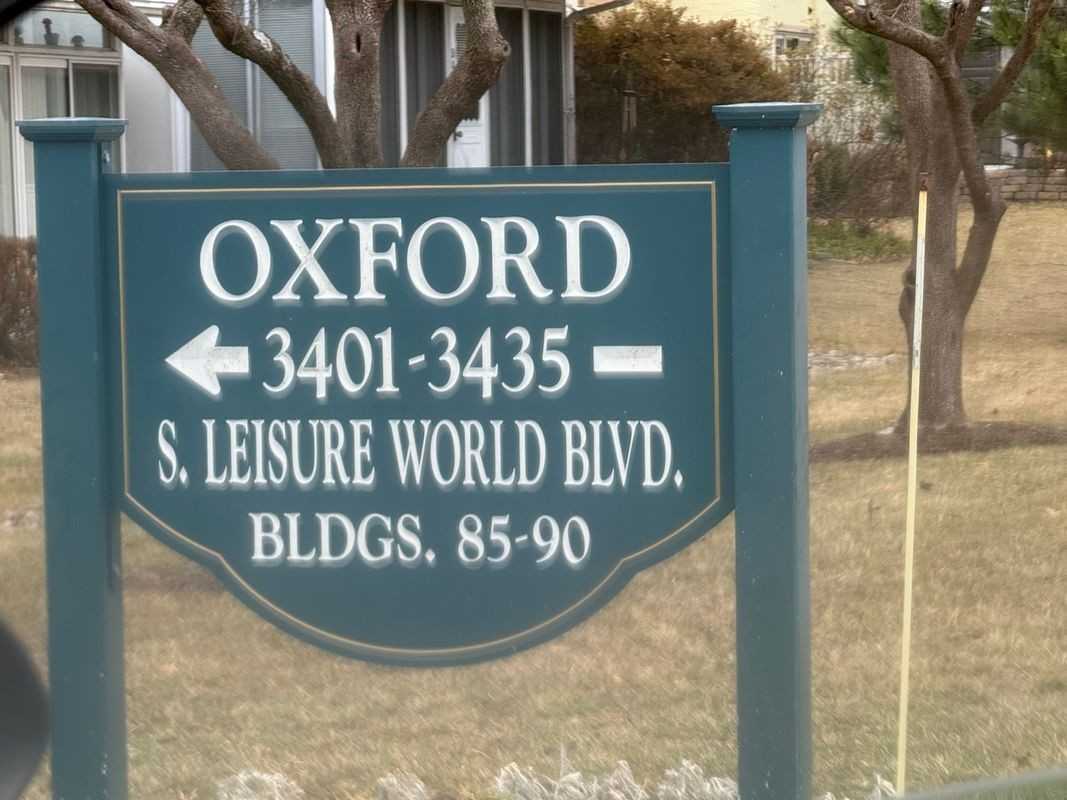 OXFORD
3401-3435
S. LEISURE WORLD BLVD.
BLDGS. 85-90